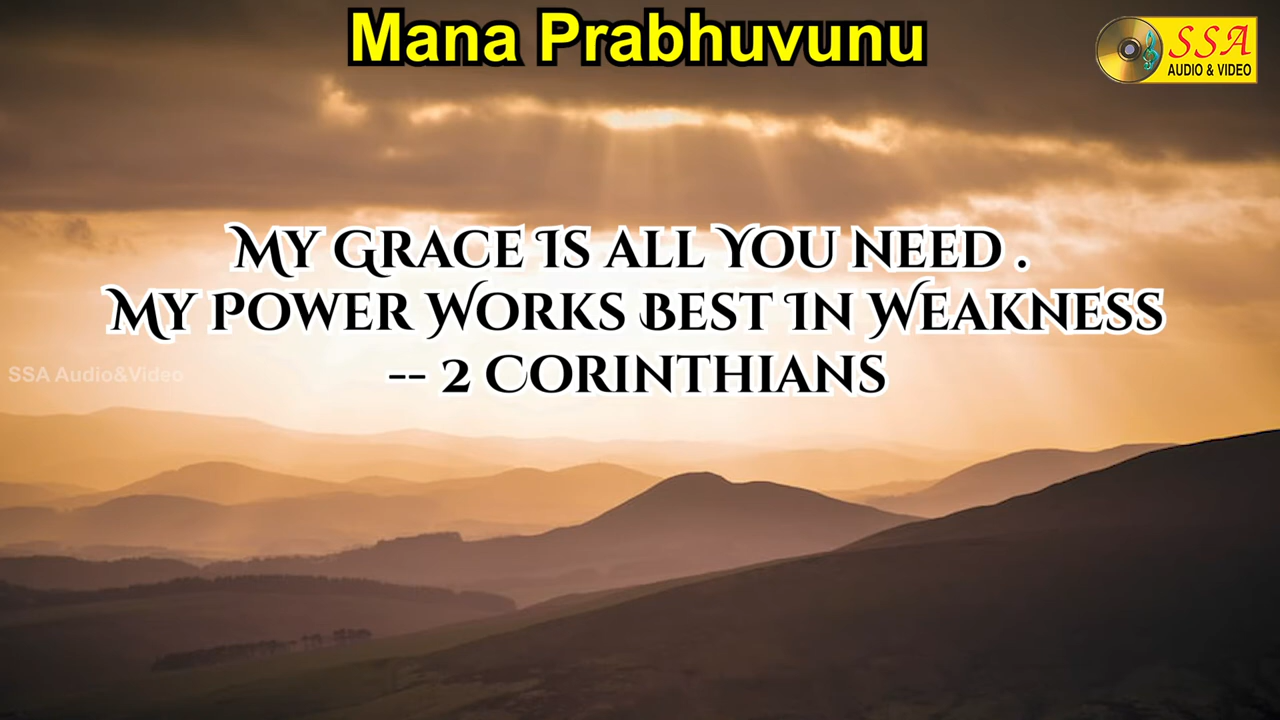 Mana Prabhuvunu
SSA
AUDIO & VIDEO
My Grace Is all You need .
My Power Works Best In Weakness
-- 2 Corinthians
SSA Audio&Video